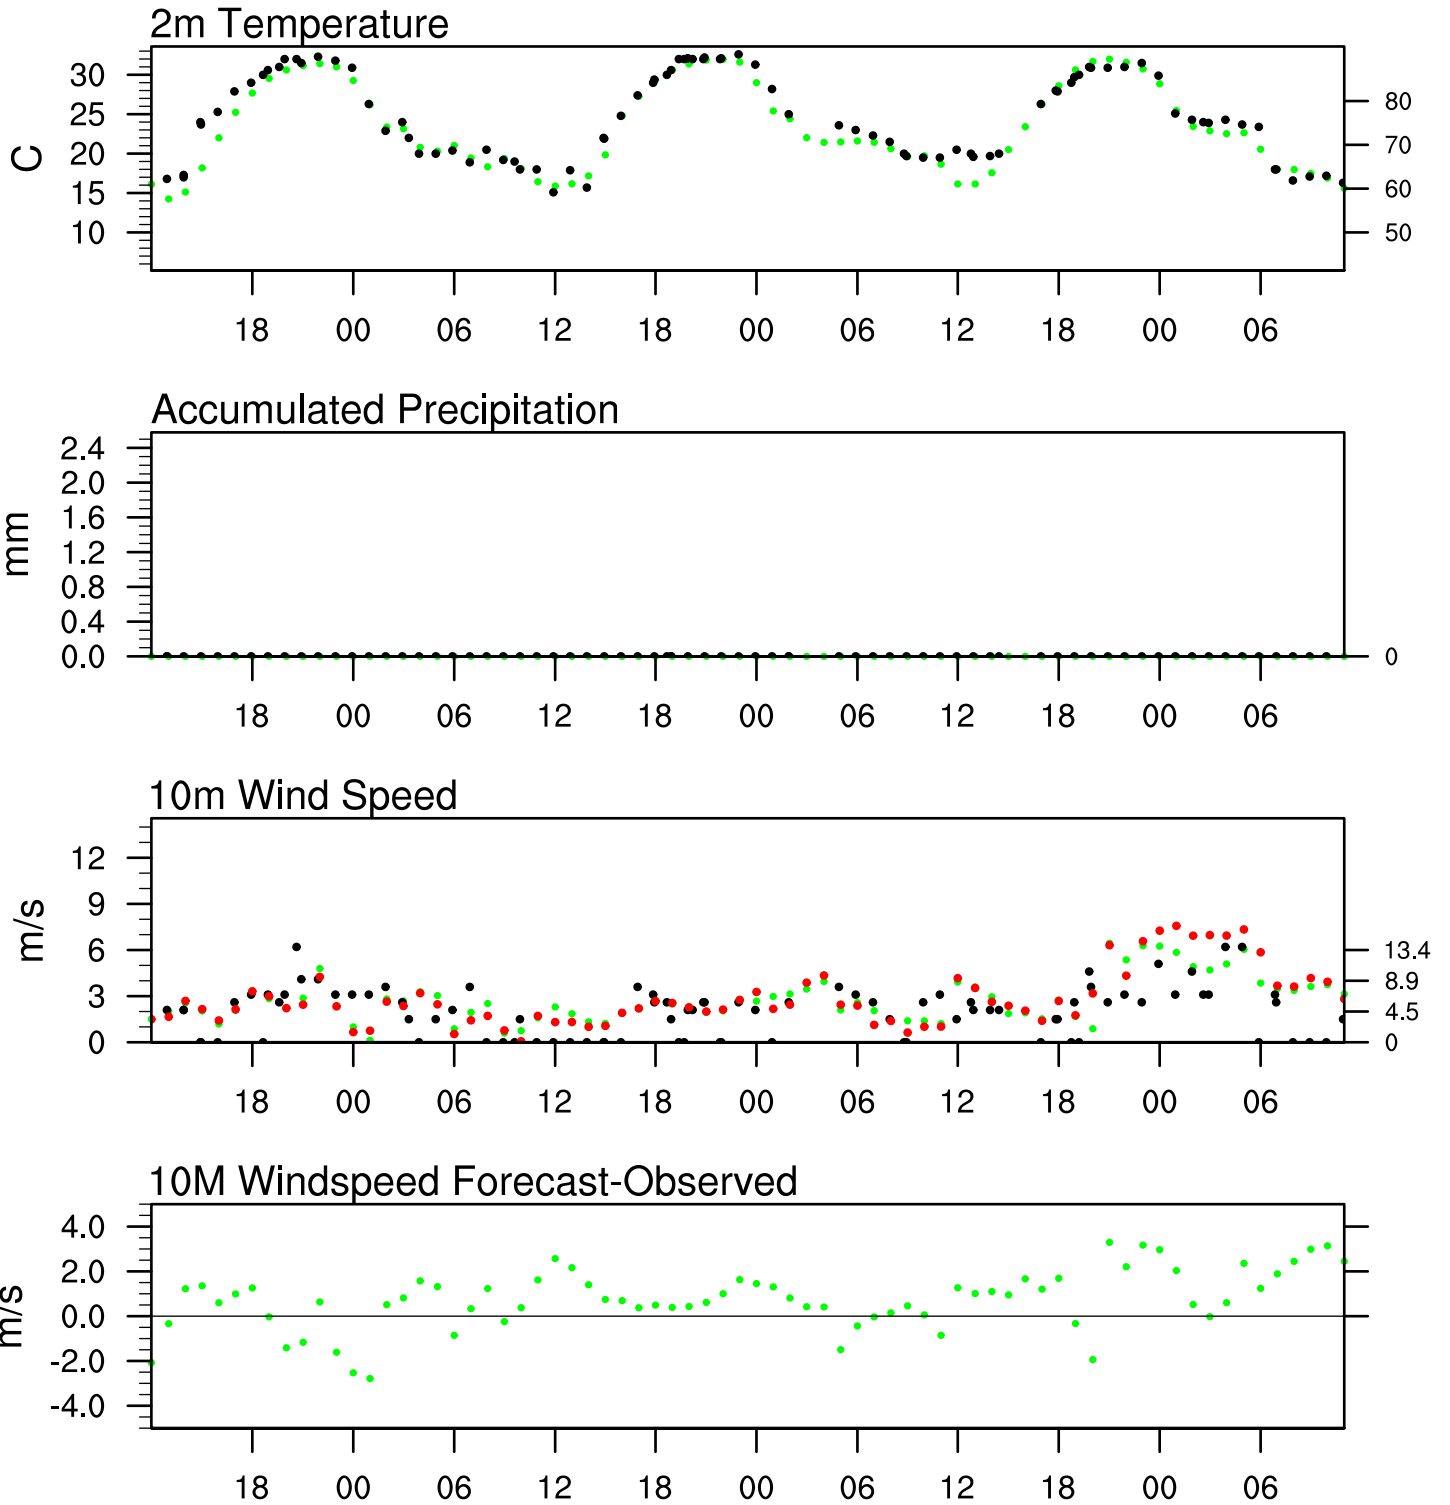 2m Temperature
30
25
20
15
10
C
80
70
60
50
18 00 06 12 18 00 06 12 18 00 06
Accumulated Precipitation
2.4
2.0
1.6
1.2
0.8
0.4
0.0
mm
0
18 00 06 12 18 00 06 12 18 00 06
10m Wind Speed
12
9
6
3
0
m/s
13.4
8.9
4.5
0
18 00 06 12 18 00 06 12 18 00 06
10M Windspeed Forecast-Observed
4.0
2.0
0.0
-2.0
-4.0
m/s
18 00 06 12 18 00 06 12 18 00 06